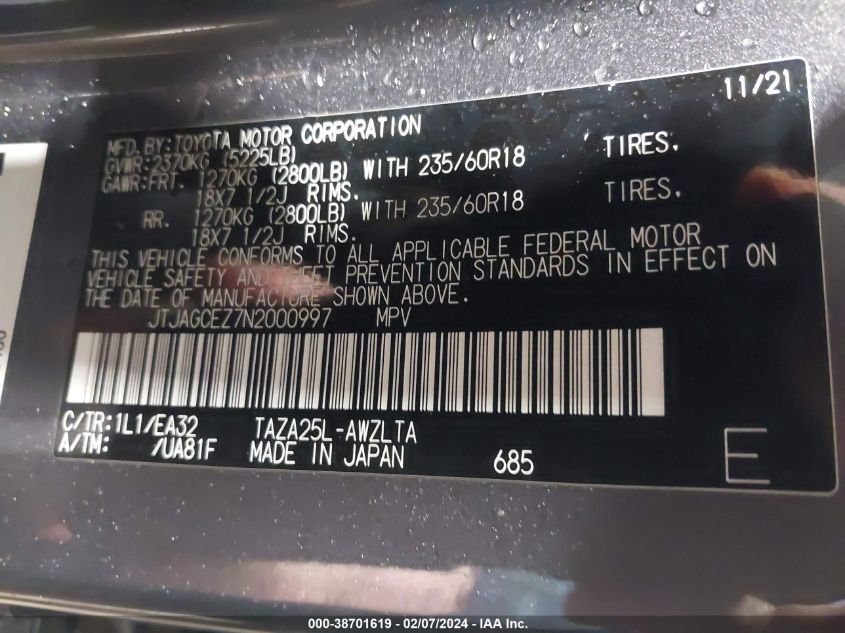 11/21
MFD.BY:TOYOTA MOTOR CORPORATION
GVWR:2370KG (5225LB)
GAWR:FRT. 1270KG (2800LB) WITH 235/60R18 TIRES.
18X7 1/2J RIMS.
RR. 1270KG (2800LB) WITH 235/60R18 TIRES.
18X7 1/2J RIMS.
THIS VEHICLE CONFORMS TO ALL APPLICABLE FEDERAL MOTOR
VEHICLE SAFETY AND THEFT PREVENTION STANDARDS IN EFFECT ON
THE DATE OF MANUFACTURE SHOWN ABOVE.
JTJAGCEZ7N2000997 MPV
C/TR:1L1/EA32 TAZA25L-AWZLTA
A/TM: /UA81F MADE IN JAPAN 685 E
000-38701619 - 02/07/2024 - IAA Inc.